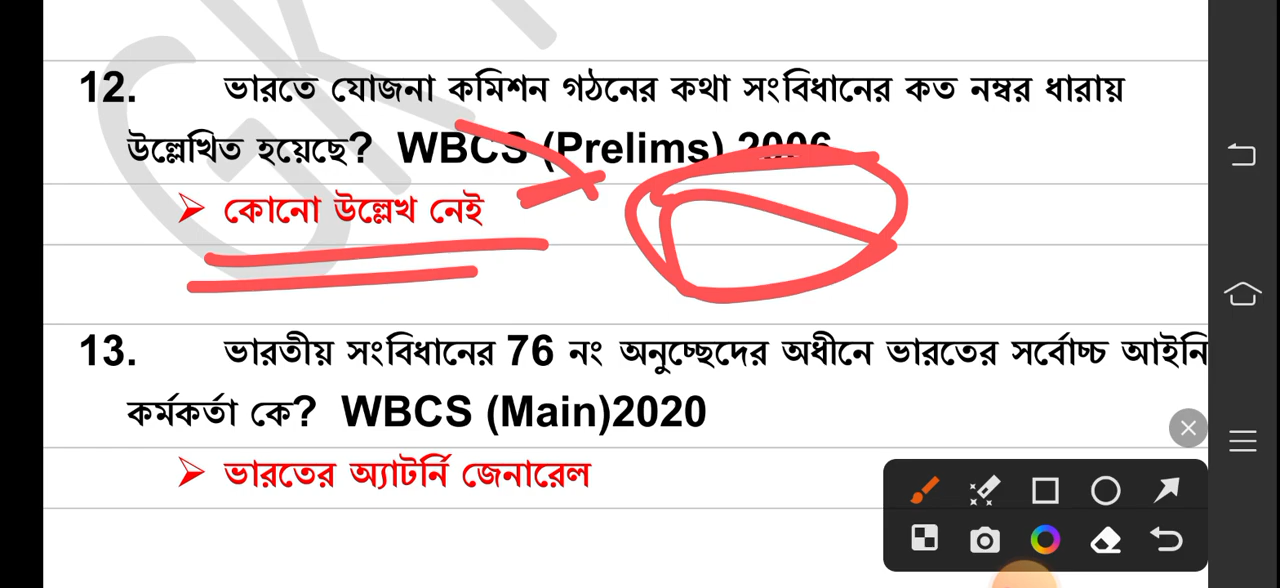 12. ভারতে যোজনা কমিশন গঠনের কথা সংবিধানের কত নম্বর ধারায়
উল্লেখিত হয়েছে? WBCS (Prelims) 2006
➢ কোনো উল্লেখ নেই
13. ভারতীয় সংবিধানের 76 নং অনুচ্ছেদের অধীনে ভারতের সর্বোচ্চ আইনি
কর্মকর্তা কে? WBCS (Main)2020
➢ ভারতের অ্যাটর্নি জেনারেল